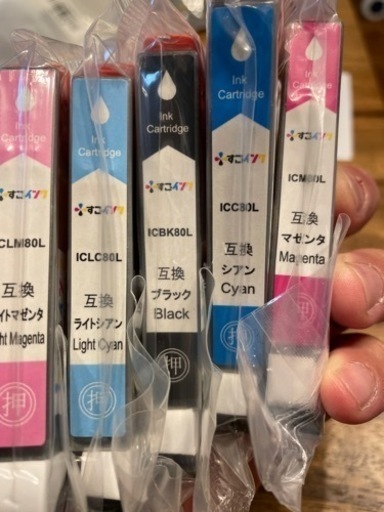 Ink
Cartridge
すごインク
CLM80L
互換
イトマゼンタ
ht Magenta
押
Ink
Cartridge
すごインク
ICLC80L
互換
ライトシアン
Light Cyan
押
Ink
Cartridge
すごインク
ICBK80L
互換
ブラック
Black
押
Ink
Cartridge
すごインク
ICC80L
互換
シアン
Cyan
押
Ink
Cartridge
すごインク
ICM80L
互換
マゼンタ
Magenta
押